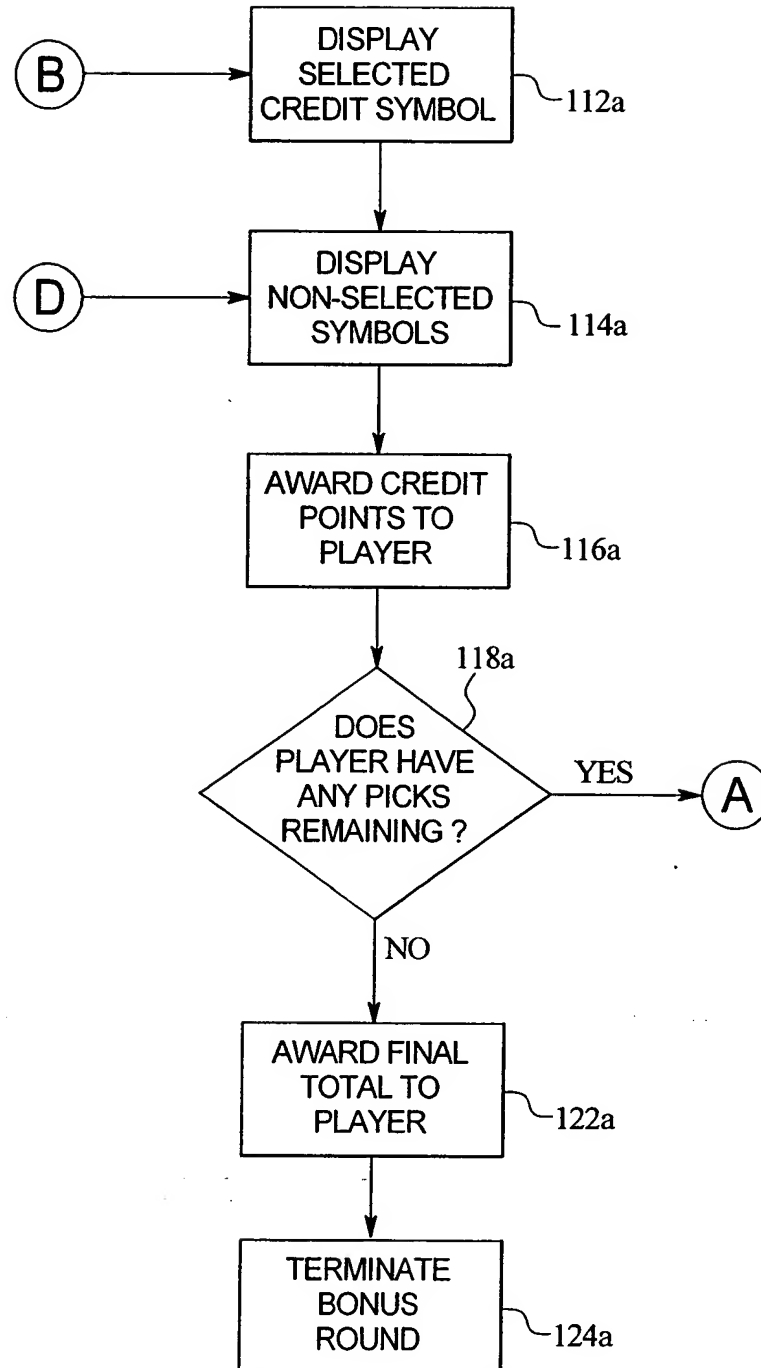 B
DISPLAY
SELECTED
CREDIT SYMBOL
112a
D
DISPLAY
NON-SELECTED
SYMBOLS
114a
AWARD CREDIT
POINTS TO
PLAYER
116a
118a
DOES
PLAYER HAVE
ANY PICKS
REMAINING ?
YES
A
NO
AWARD FINAL
TOTAL TO
PLAYER
122a
TERMINATE
BONUS
ROUND
124a